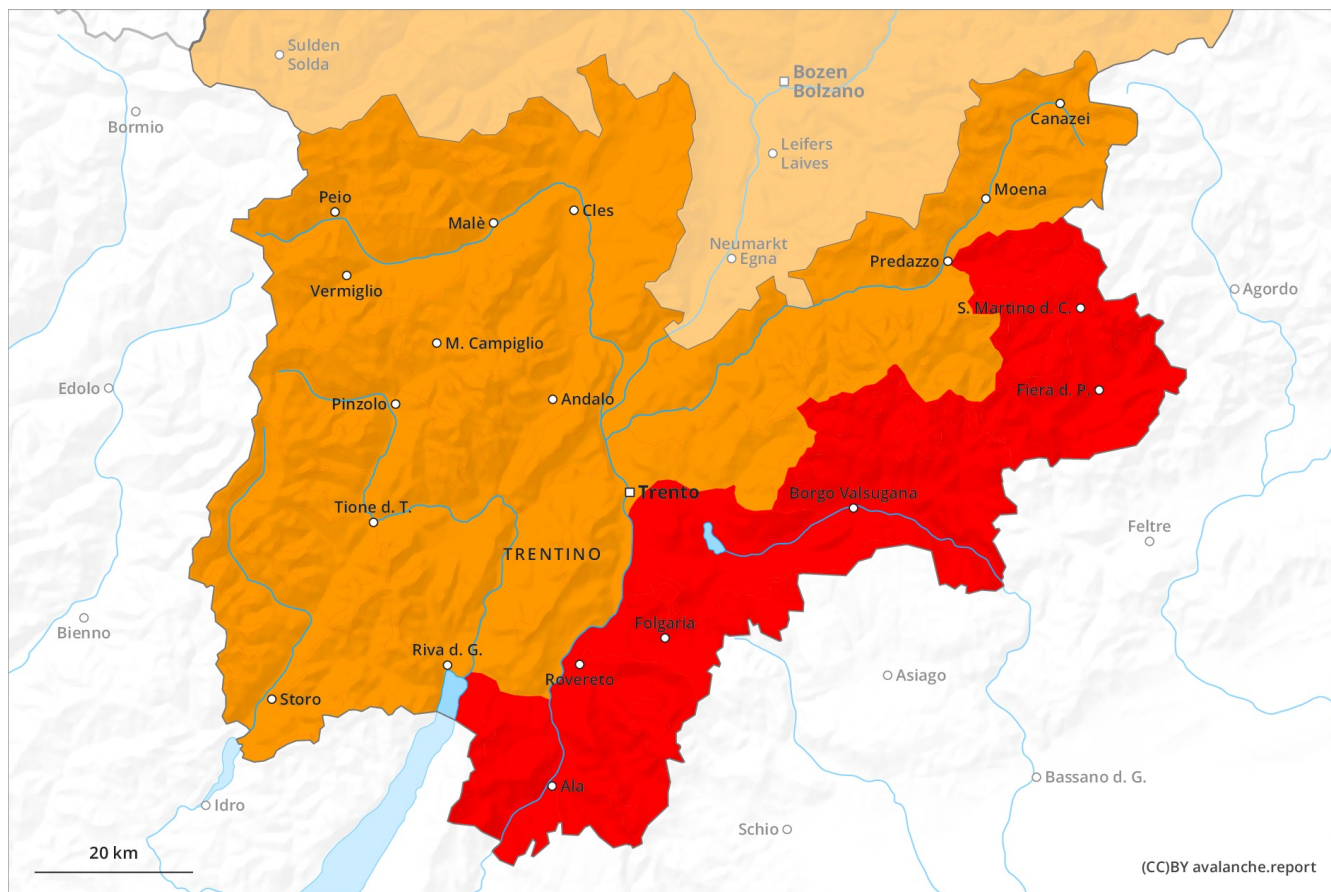 Sulden
Solda
Bozen
Bolzano
Bormio
Canazei
Leifers
Laives
Peio
Malè
Cles
Moena
Neumarkt
Egna
Predazzo
Vermiglio
Agordo
S. Martino d. C.
M. Campiglio
Edolo
Pinzolo
Andalo
Fiera d. P.
Trento
Borgo Valsugana
Tione d. T.
Feltre
TRENTINO
Bienno
Folgaria
Riva d. G.
Rovereto
Asiago
Storo
Bassano d. G.
Ala
Idro
Schio
20 km
(CC)BY avalanche.report